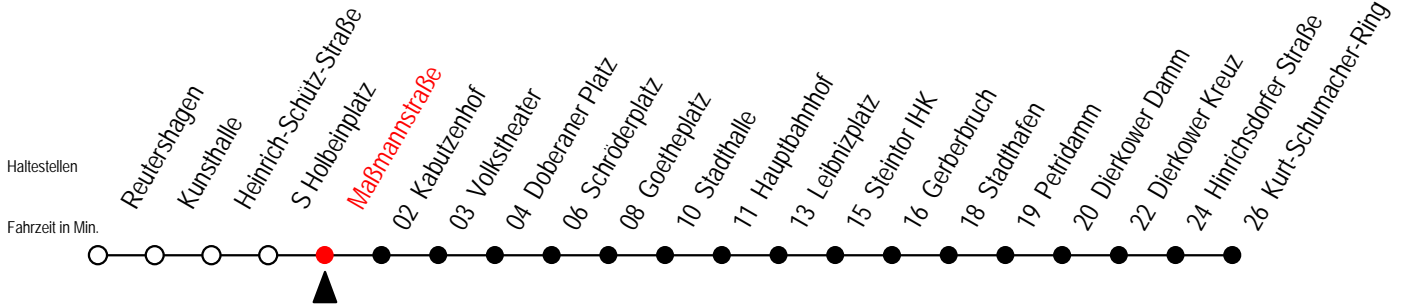 Haltestellen
Fahrzeit in Min.
Reutershagen
Kunsthalle
Heinrich-Schütz-Straße
S Holbeinplatz
Maßmannstraße
02 Kabutzenhof
03 Volkstheater
04 Doberaner Platz
06 Schröderplatz
08 Goetheplatz
10 Stadthalle
11 Hauptbahnhof
13 Leibnizplatz
15 Steintor IHK
16 Gerberbruch
18 Stadthafen
19 Petridamm
20 Dierkower Damm
22 Dierkower Kreuz
24 Hinrichsdorfer Straße
26 Kurt-Schumacher-Ring